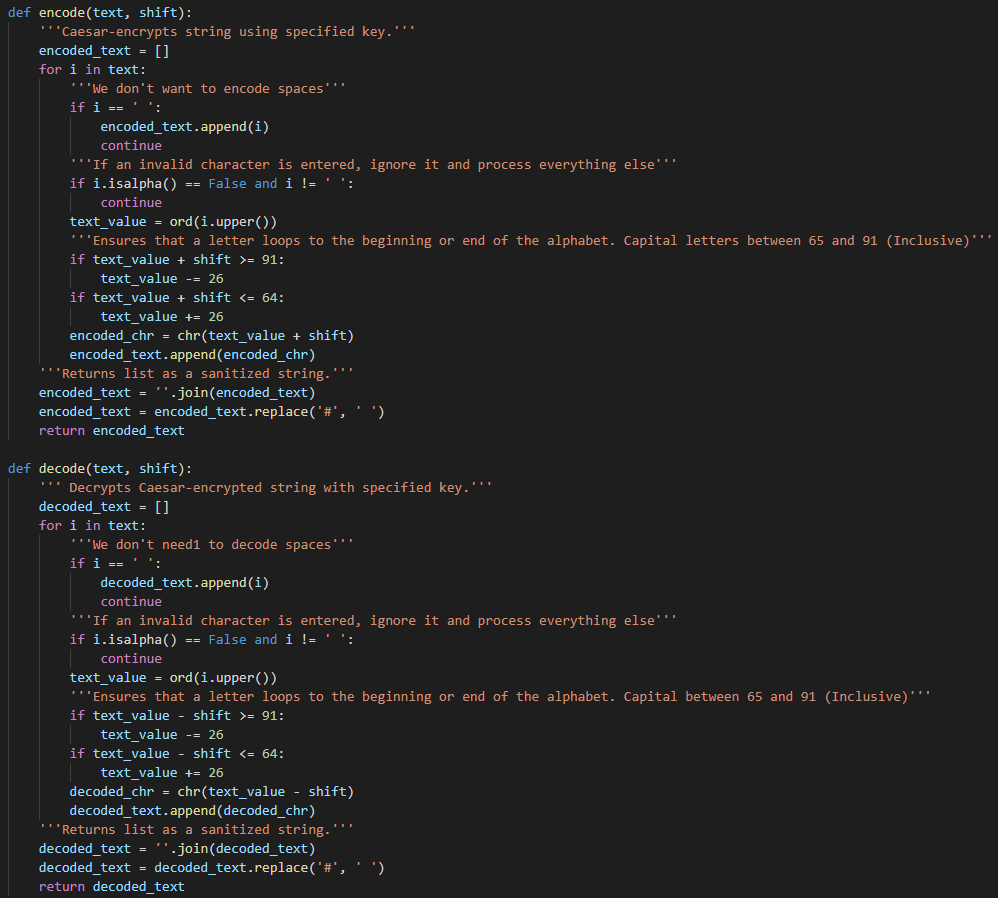 def encode(text, shift):
    '''Caesar-encrypts string using specified key.'''
    encoded_text = []
    for i in text:
        '''We don't want to encode spaces'''
        if i == ' ':
            encoded_text.append(i)
            continue
        '''If an invalid character is entered, ignore it and process everything else'''
        if i.isalpha() == False and i != ' ':
            continue
        text_value = ord(i.upper())
        '''Ensures that a letter loops to the beginning or end of the alphabet. Capital letters between 65 and 91 (Inclusive)'''
        if text_value + shift >= 91:
            text_value -= 26
        if text_value + shift <= 64:
            text_value += 26
        encoded_chr = chr(text_value + shift)
        encoded_text.append(encoded_chr)
    '''Returns list as a sanitized string.'''
    encoded_text = ''.join(encoded_text)
    encoded_text = encoded_text.replace('#', ' ')
    return encoded_text

def decode(text, shift):
    ''' Decrypts Caesar-encrypted string with specified key.'''
    decoded_text = []
    for i in text:
        '''We don't need1 to decode spaces'''
        if i == ' ':
            decoded_text.append(i)
            continue
        '''If an invalid character is entered, ignore it and process everything else'''
        if i.isalpha() == False and i != ' ':
            continue
        text_value = ord(i.upper())
        '''Ensures that a letter loops to the beginning or end of the alphabet. Capital between 65 and 91 (Inclusive)'''
        if text_value - shift >= 91:
            text_value -= 26
        if text_value - shift <= 64:
            text_value += 26
        decoded_chr = chr(text_value - shift)
        decoded_text.append(decoded_chr)
    '''Returns list as a sanitized string.'''
    decoded_text = ''.join(decoded_text)
    decoded_text = decoded_text.replace('#', ' ')
    return decoded_text